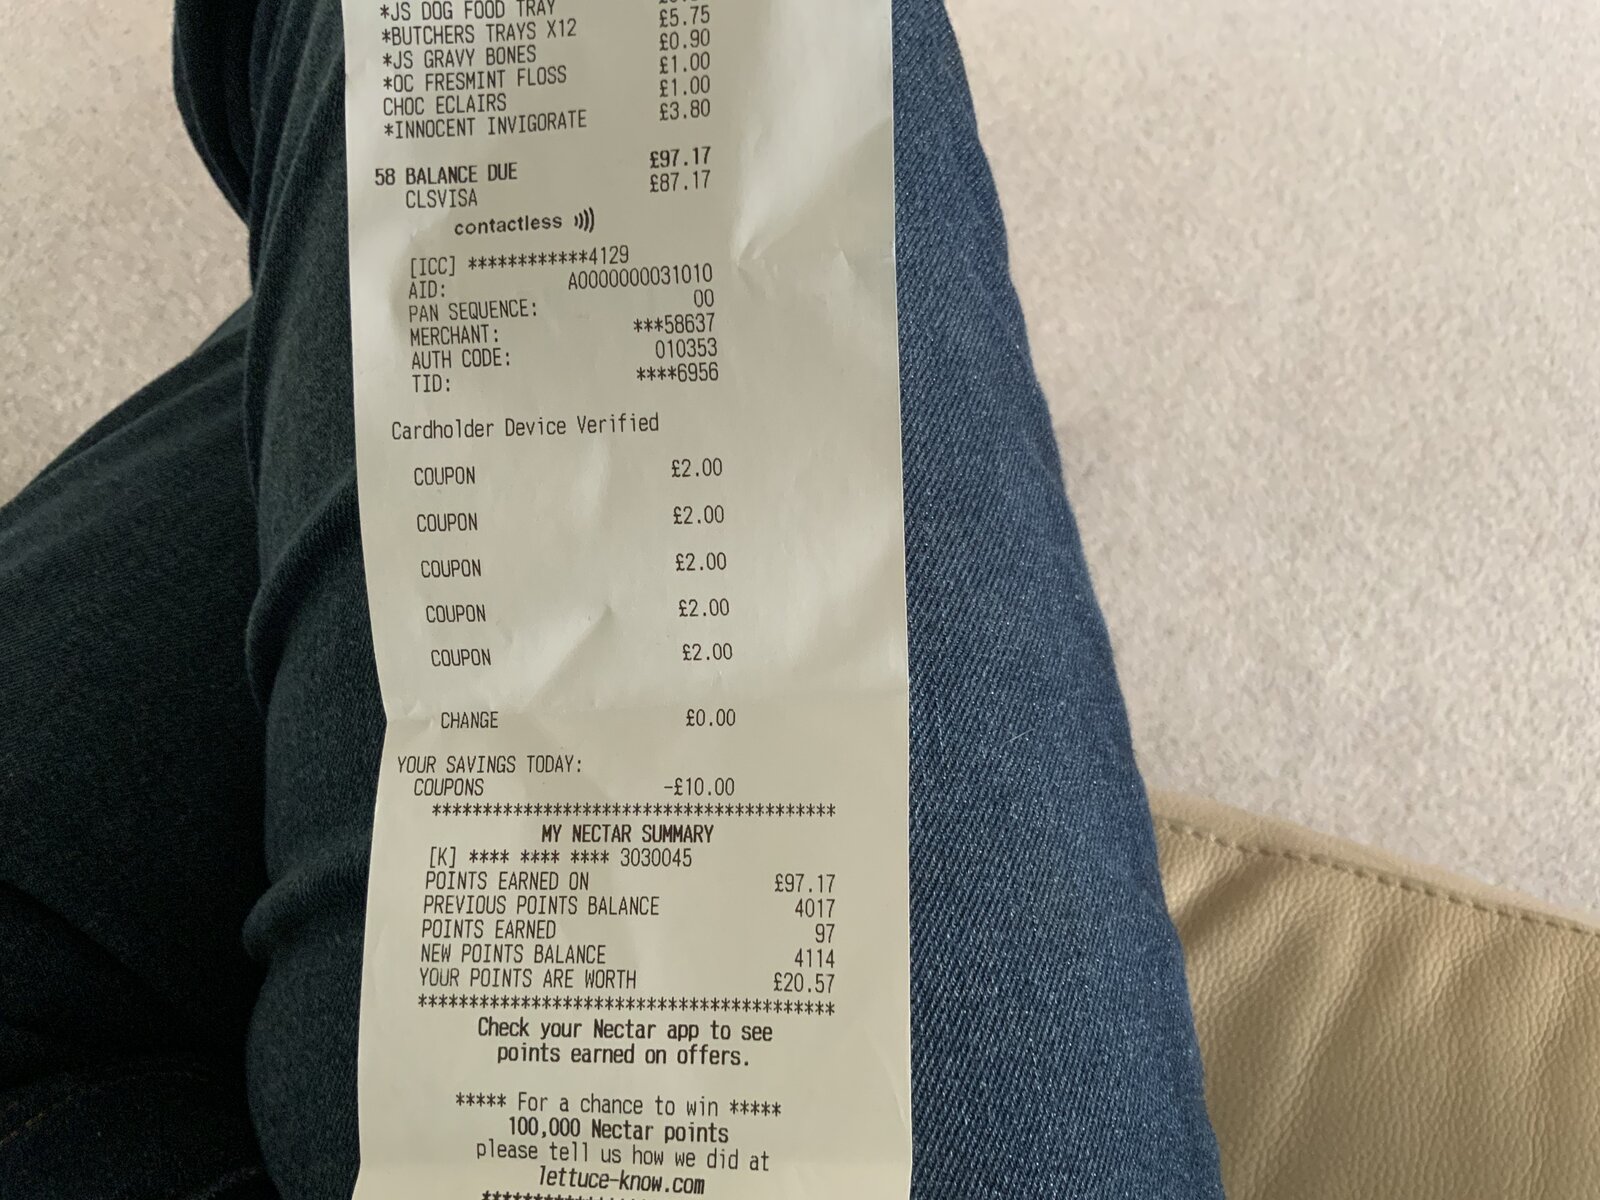 *JS DOG FOOD TRAY
*BUTCHERS TRAYS X12 £5.75
*JS GRAVY BONES £0.90
*OC FRESMINT FLOSS £1.00
CHOC ECLAIRS £1.00
*INNOCENT INVIGORATE £3.80
58 BALANCE DUE £97.17
CLSVISA £87.17
contactless
[ICC] ************4129
AID: A0000000031010
PAN SEQUENCE: 00
MERCHANT: ***58637
AUTH CODE: 010353
TID: ****6956
Cardholder Device Verified
COUPON £2.00
COUPON £2.00
COUPON £2.00
COUPON £2.00
COUPON £2.00
CHANGE £0.00
YOUR SAVINGS TODAY:
COUPONS -£10.00
****************************************
MY NECTAR SUMMARY
[K] **** **** **** 3030045
POINTS EARNED ON £97.17
PREVIOUS POINTS BALANCE 4017
POINTS EARNED 97
NEW POINTS BALANCE 4114
YOUR POINTS ARE WORTH £20.57
****************************************
Check your Nectar app to see
points earned on offers.
***** For a chance to win *****
100,000 Nectar points
please tell us how we did at
lettuce-know.com